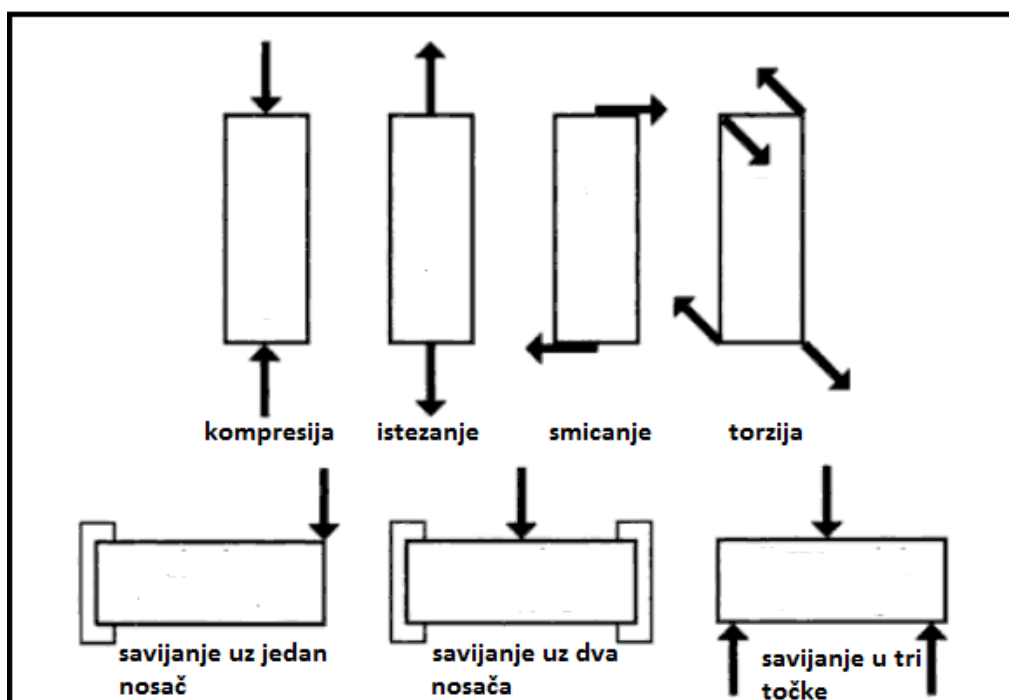 kompresija
istezanje
smicanje
torzija
savijanje uz jedan
nosač
savijanje uz dva
nosača
savijanje u tri
točke